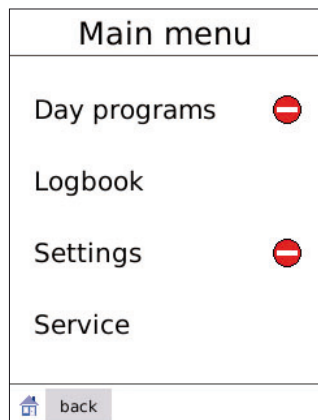 Main menu
Day programs
Logbook
Settings
Service
back